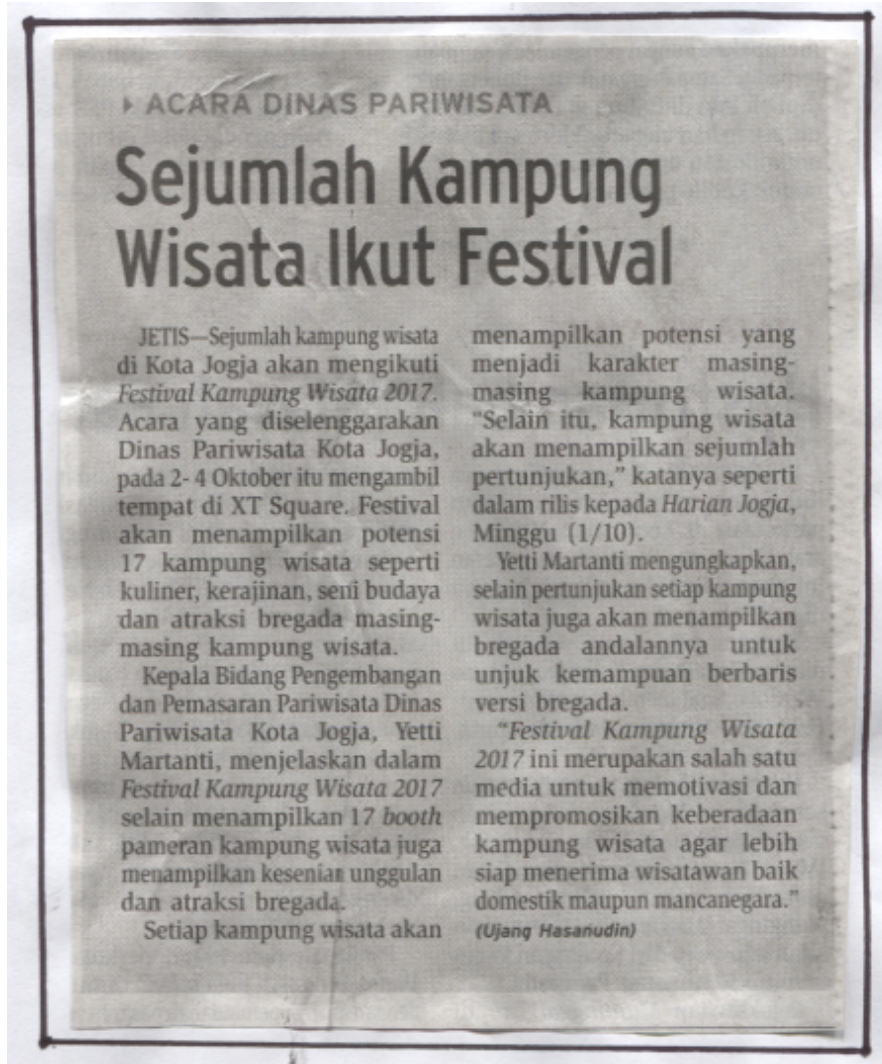 ACARA DINAS PARIWISATA
Sejumlah Kampung
Wisata Ikut Festival
JETIS—Sejumlah kampung wisata
di Kota Jogja akan mengikuti
Festival Kampung Wisata 2017.
Acara yang diselenggarakan
Dinas Pariwisata Kota Jogja,
pada 2- 4 Oktober itu mengambil
tempat di XT Square. Festival
akan menampilkan potensi
17 kampung wisata seperti
kuliner, kerajinan, seni budaya
dan atraksi bregada masing-
masing kampung wisata.
Kepala Bidang Pengembangan
dan Pemasaran Pariwisata Dinas
Pariwisata Kota Jogja, Yetti
Martanti, menjelaskan dalam
Festival Kampung Wisata 2017
selain menampilkan 17 booth
pameran kampung wisata juga
menampilkan kesenian unggulan
dan atraksi bregada.
Setiap kampung wisata akan
menampilkan potensi yang
menjadi karakter masing-
masing kampung wisata.
“Selain itu, kampung wisata
akan menampilkan sejumlah
pertunjukan,” katanya seperti
dalam rilis kepada Harian Jogja,
Minggu (1/10).
Yetti Martanti mengungkapkan,
selain pertunjukan setiap kampung
wisata juga akan menampilkan
bregada andalannya untuk
unjuk kemampuan berbaris
versi bregada.
“Festival Kampung Wisata
2017 ini merupakan salah satu
media untuk memotivasi dan
mempromosikan keberadaan
kampung wisata agar lebih
siap menerima wisatawan baik
domestik maupun mancanegara.”
(Ujang Hasanudin)